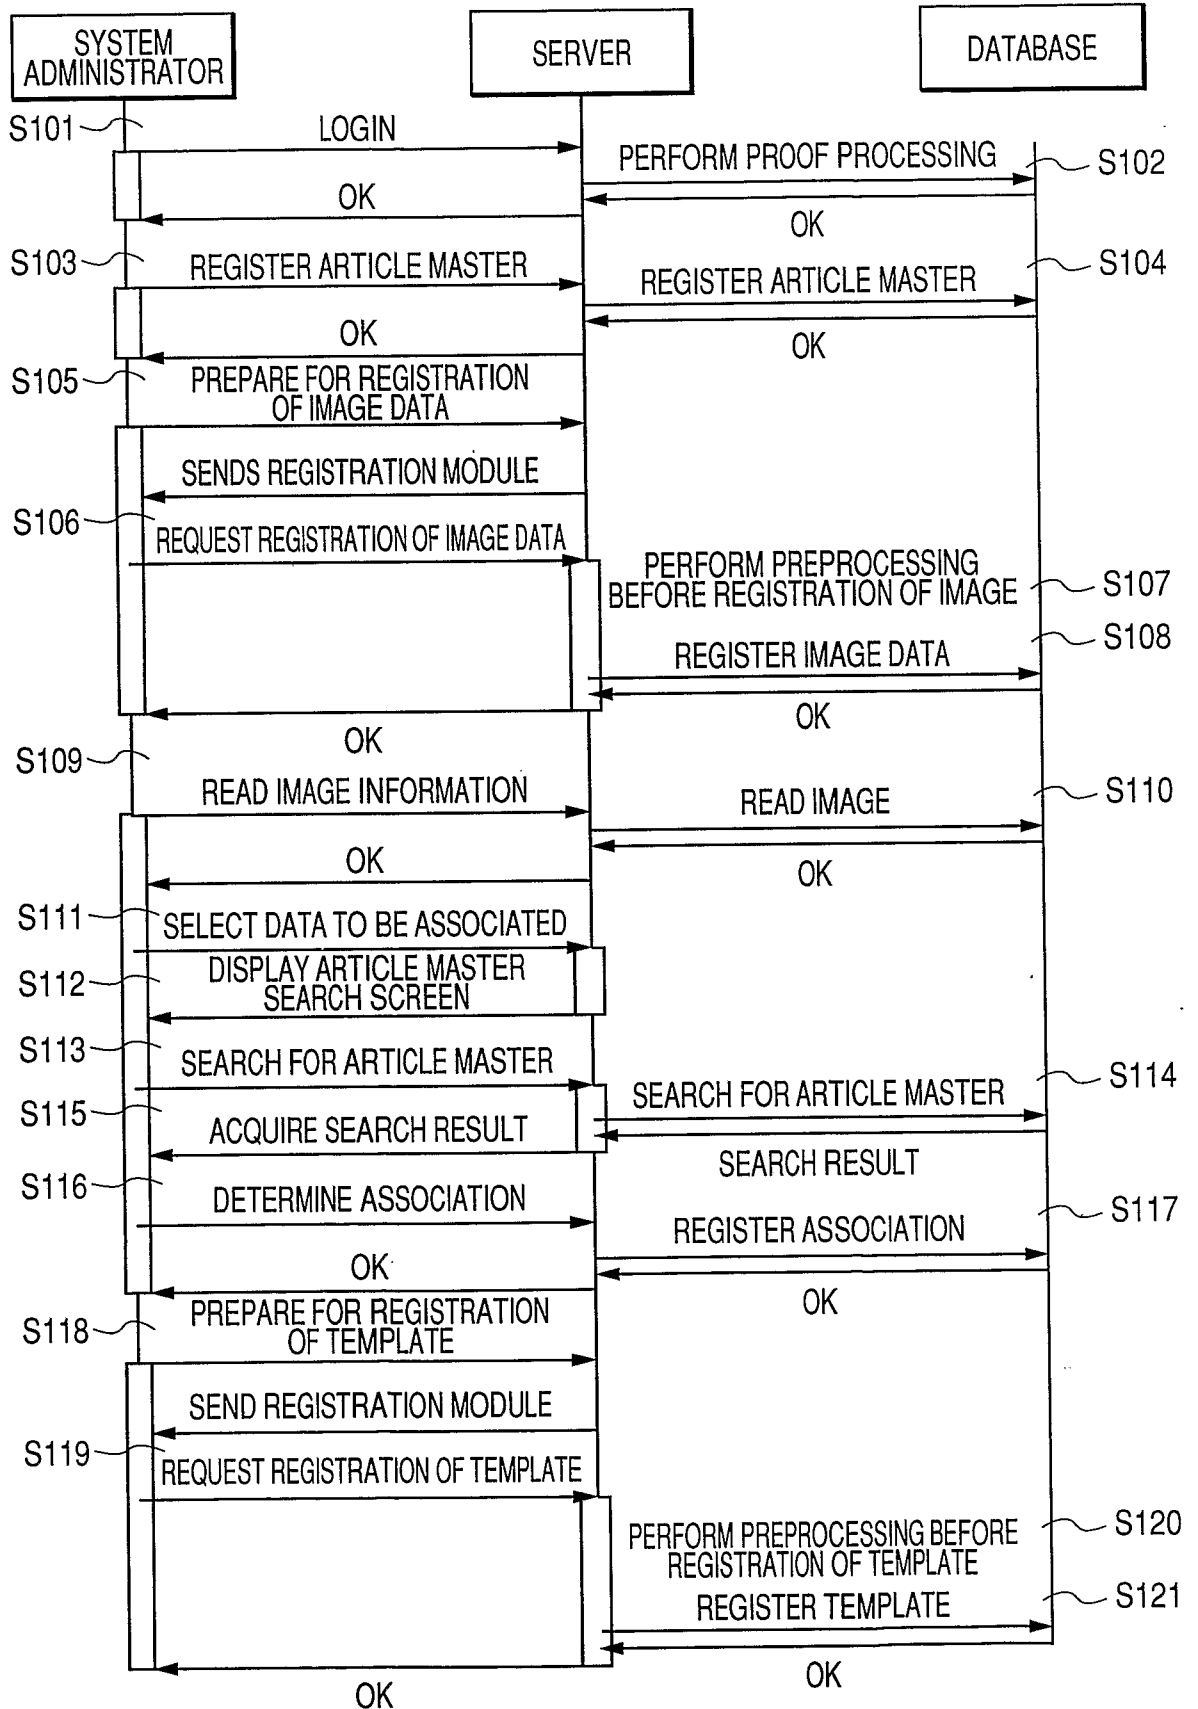 SYSTEM
ADMINISTRATOR
SERVER
DATABASE
S101
LOGIN
PERFORM PROOF PROCESSING
S102
OK
OK
S103
REGISTER ARTICLE MASTER
REGISTER ARTICLE MASTER
S104
OK
OK
S105
PREPARE FOR REGISTRATION
OF IMAGE DATA
SENDS REGISTRATION MODULE
S106
REQUEST REGISTRATION OF IMAGE DATA
PERFORM PREPROCESSING
BEFORE REGISTRATION OF IMAGE
S107
REGISTER IMAGE DATA
S108
OK
OK
S109
READ IMAGE INFORMATION
READ IMAGE
S110
OK
OK
S111
SELECT DATA TO BE ASSOCIATED
S112
DISPLAY ARTICLE MASTER
SEARCH SCREEN
S113
SEARCH FOR ARTICLE MASTER
SEARCH FOR ARTICLE MASTER
S114
S115
ACQUIRE SEARCH RESULT
SEARCH RESULT
S116
DETERMINE ASSOCIATION
REGISTER ASSOCIATION
S117
OK
OK
S118
PREPARE FOR REGISTRATION
OF TEMPLATE
SEND REGISTRATION MODULE
S119
REQUEST REGISTRATION OF TEMPLATE
PERFORM PREPROCESSING BEFORE
REGISTRATION OF TEMPLATE
S120
REGISTER TEMPLATE
S121
OK
OK